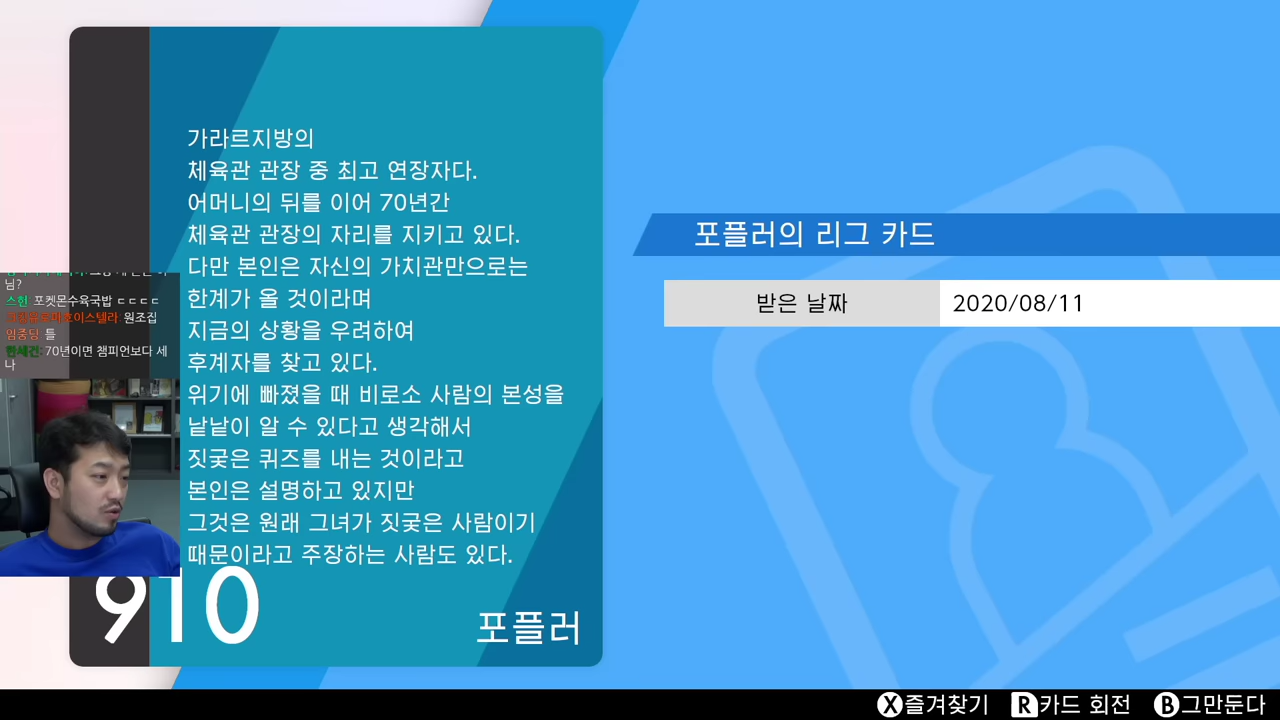 가라르지방의
체육관 관장 중 최고 연장자다.
어머니의 뒤를 이어 70년간
체육관 관장의 자리를 지키고 있다.
다만 본인은 자신의 가치관만으로는
한계가 올 것이라며
지금의 상황을 우려하여
후계자를 찾고 있다.
위기에 빠졌을 때 비로소 사람의 본성을
낱낱이 알 수 있다고 생각해서
짓궂은 퀴즈를 내는 것이라고
본인은 설명하고 있지만
그것은 원래 그녀가 짓궂은 사람이기
때문이라고 주장하는 사람도 있다.
910
포플러
님?
스헌: 포켓몬수육국밥 ㄷㄷㄷㄷ
원조집
임중딩: 틀
한세건: 70년이면 챔피언보다 세
나
포플러의 리그 카드
받은 날짜 2020/08/11
X 즐겨찾기 R 카드 회전 B 그만둔다